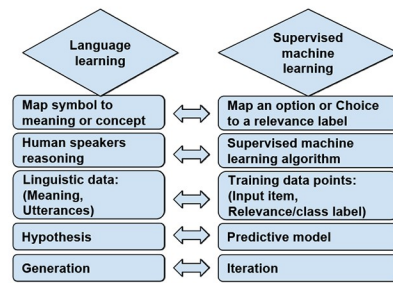 Language
learning
Supervised
machine
learning
Map symbol to
meaning or concept
Map an option or Choice
to a relevance label
Human speakers
reasoning
Supervised machine
learning algorithm
Linguistic data:
(Meaning,
Utterances)
Training data points:
(Input item,
Relevance/class label)
Hypothesis
Predictive model
Generation
Iteration